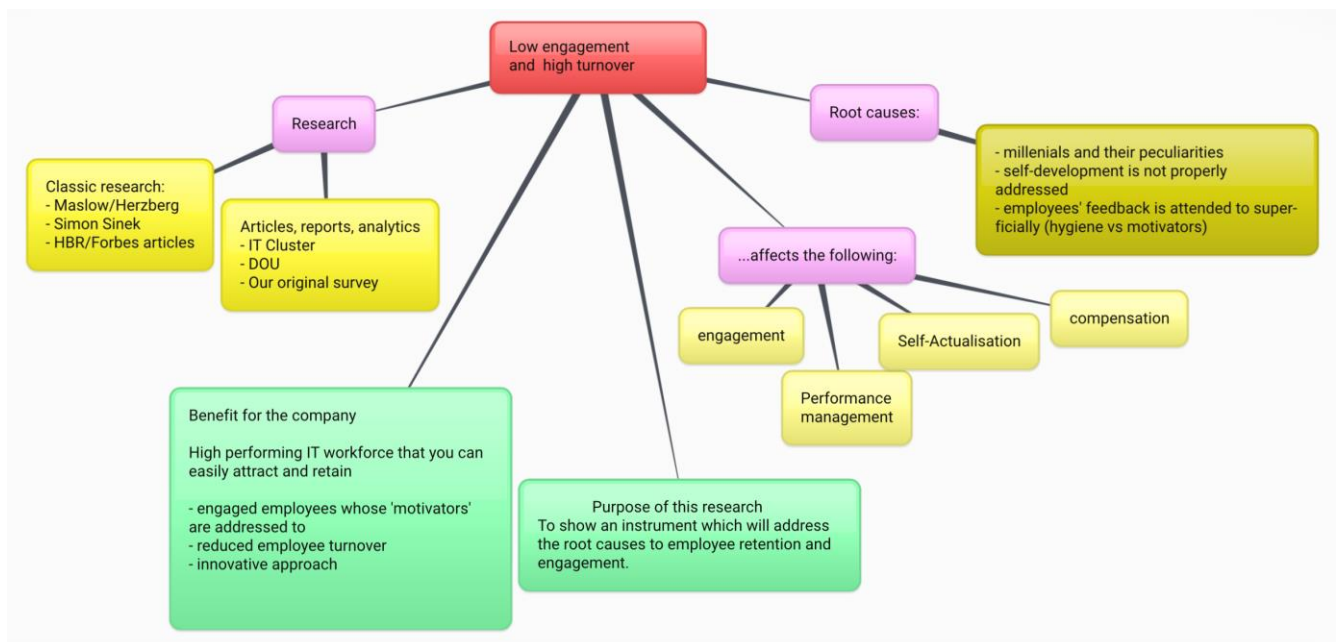 Low engagement
and high turnover
Research
Root causes:
Classic research:
- Maslow/Herzberg
- Simon Sinek
- HBR/Forbes articles
Articles, reports, analytics
- IT Cluster
- DOU
- Our original survey
- millenials and their peculiarities
- self-development is not properly
addressed
- employees' feedback is attended to super-
ficially (hygiene vs motivators)
...affects the following:
engagement
Performance
management
Self-Actualisation
compensation
Benefit for the company
High performing IT workforce that you can
easily attract and retain
- engaged employees whose 'motivators'
are addressed to
- reduced employee turnover
- innovative approach
Purpose of this research
To show an instrument which will address
the root causes to employee retention and
engagement.